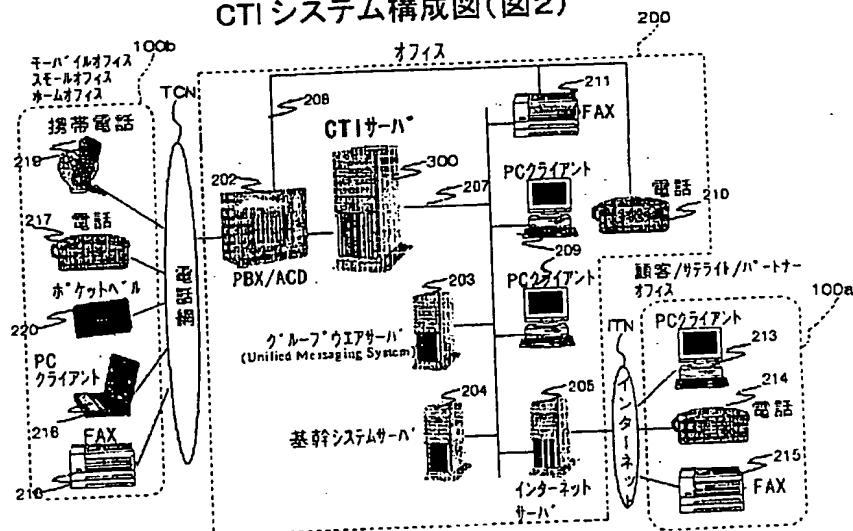 CTIシステム構成図(図2)
200
100b
モーバイルオフィス
スモールオフィス
ホームオフィス
オフィス
TCN
208
211
FAX
携帯電話
219
CTIサーバ
300
202
207
PCクライアント
電話
210
217
電話
209
PBX/ACD
電話網
203
PCクライアント
顧客/サテライト/パートナー
オフィス
100a
ポケットベル
220
グループウエアサーバ
(Unified Messaging System)
ITN
PCクライアント
213
PC
クライアント
216
204
205
インターネット
214
電話
FAX
基幹システムサーバ
215
FAX
インターネット
サーバ